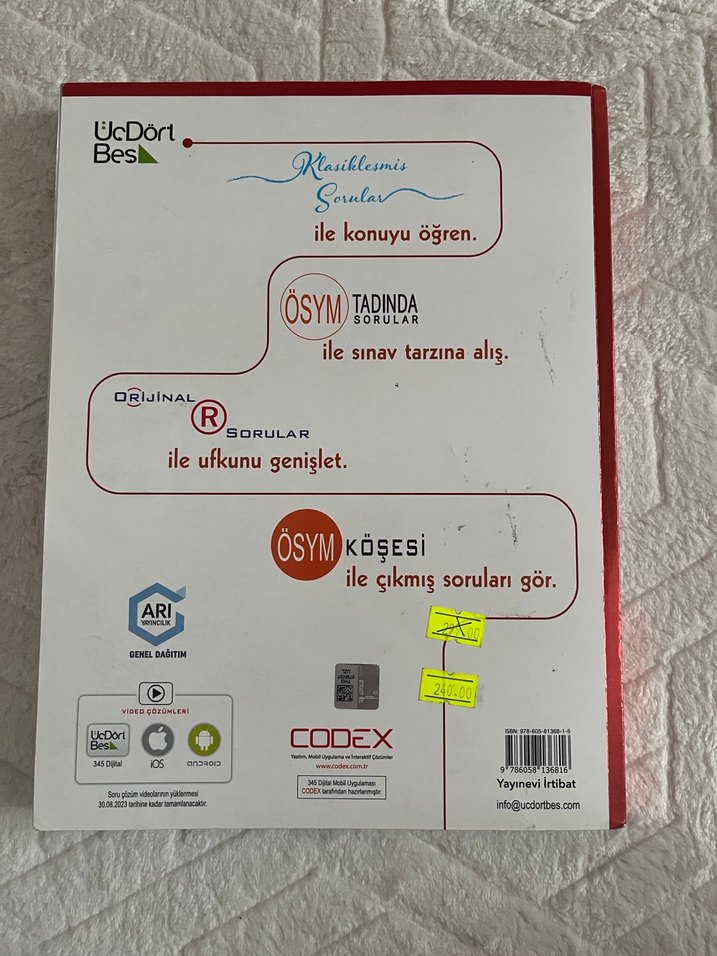 ÜcDört
Beş
Klasikleşmiş
Sorular
ile konuyu öğren.
ÖSYM TADINDA
SORULAR
ile sınav tarzına alış.
ORİJİNAL
R
SORULAR
ile ufkunu genişlet.
ÖSYM KÖŞESİ
ile çıkmış soruları gör.
ARI
YAYINCILIK
GENEL DAĞITIM
240.00
VİDEO ÇÖZÜMLERİ
ÜcDört
Beş
345 Dijital
iOS
ANDROID
Soru çözüm videolarının yüklenmesi
30.08.2023 tarihine kadar tamamlanacaktır.
CODEX
Yazılım, Mobil Uygulama ve İnteraktif Çözümler
www.codex.com.tr
345 Dijital Mobil Uygulaması
CODEX tarafından hazırlanmıştır.
ISBN: 978-605-81368-1-6
9 786058 136816
Yayınevi İrtibat
info@ucdortbes.com